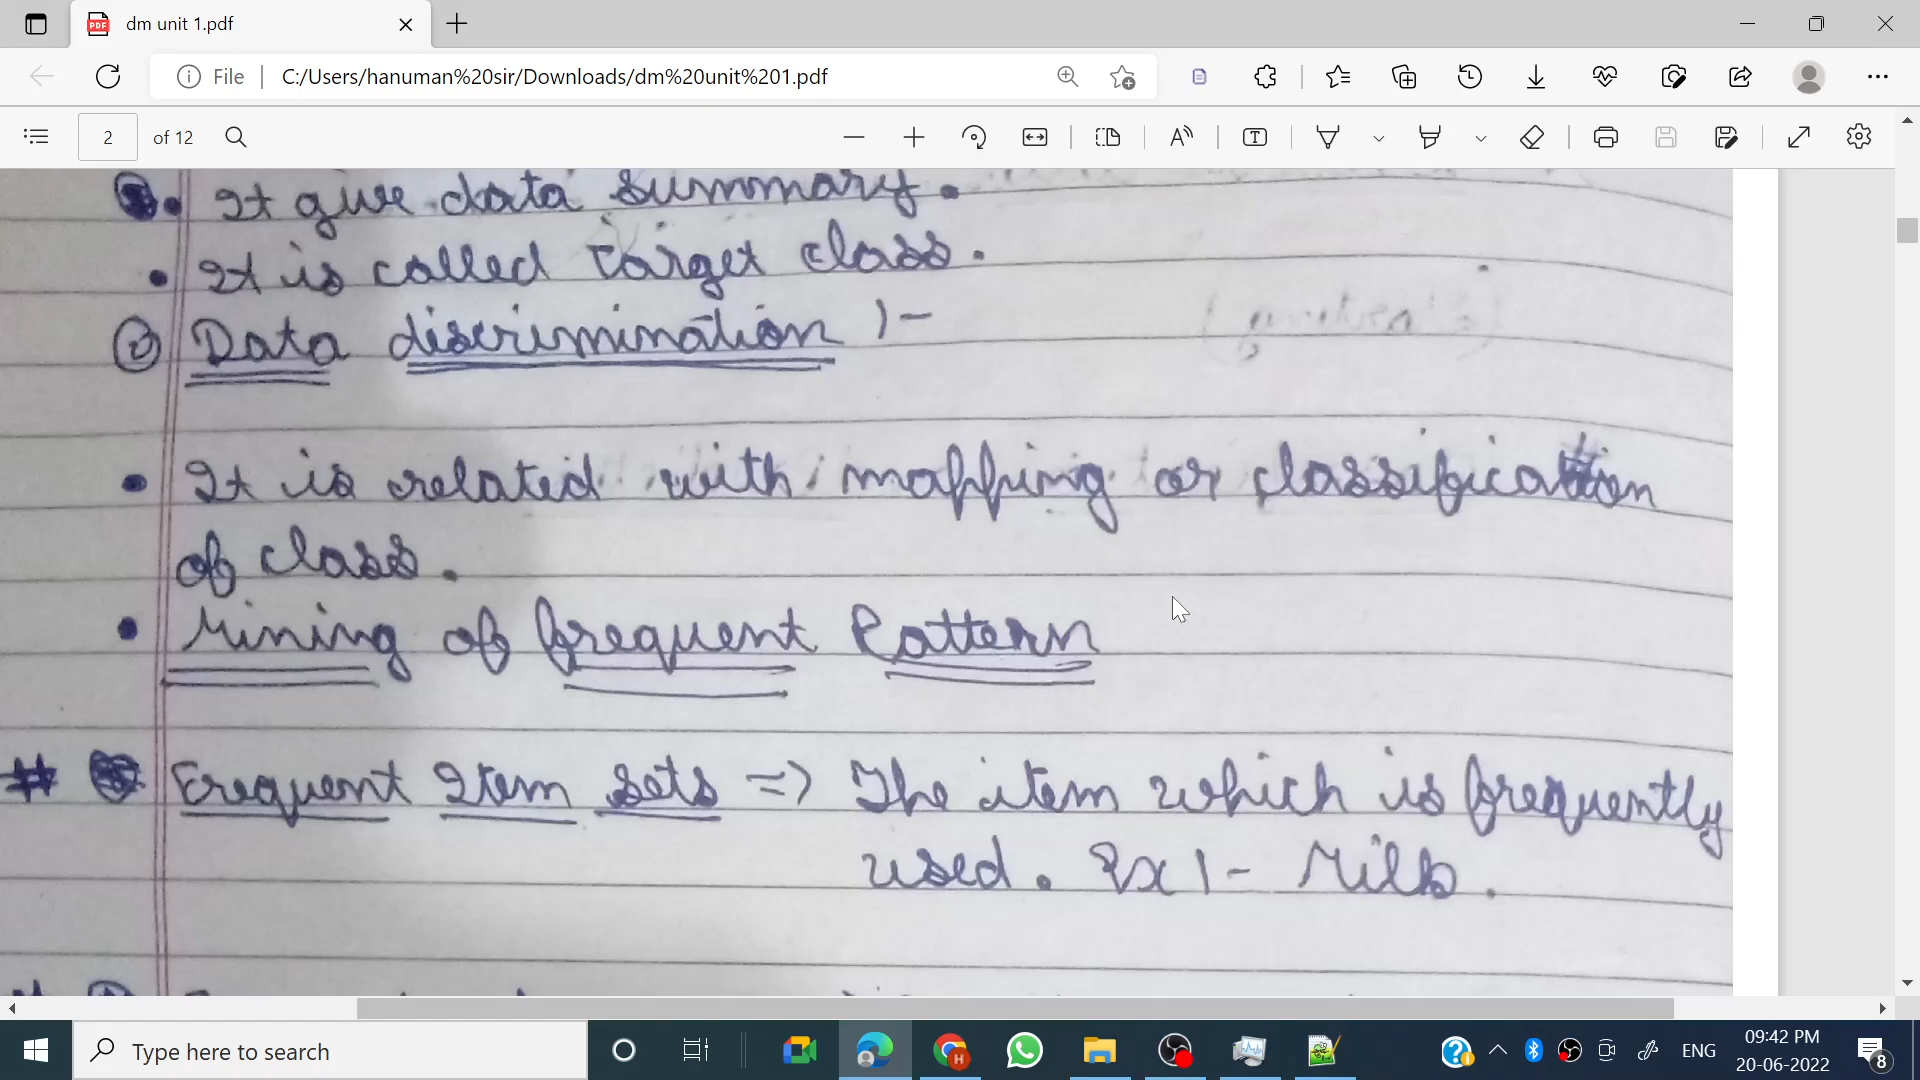 dm unit 1.pdf
File C:/Users/hanuman%20sir/Downloads/dm%20unit%201.pdf
2 of 12
It give data summary.
• It is called target class.
② Data discrimination :-
• It is related with mapping or classification
of class.
• Mining of frequent Pattern
# Frequent Item sets => The item which is frequently
used. Ex :- Milk.
Type here to search
ENG
09:42 PM
20-06-2022
8